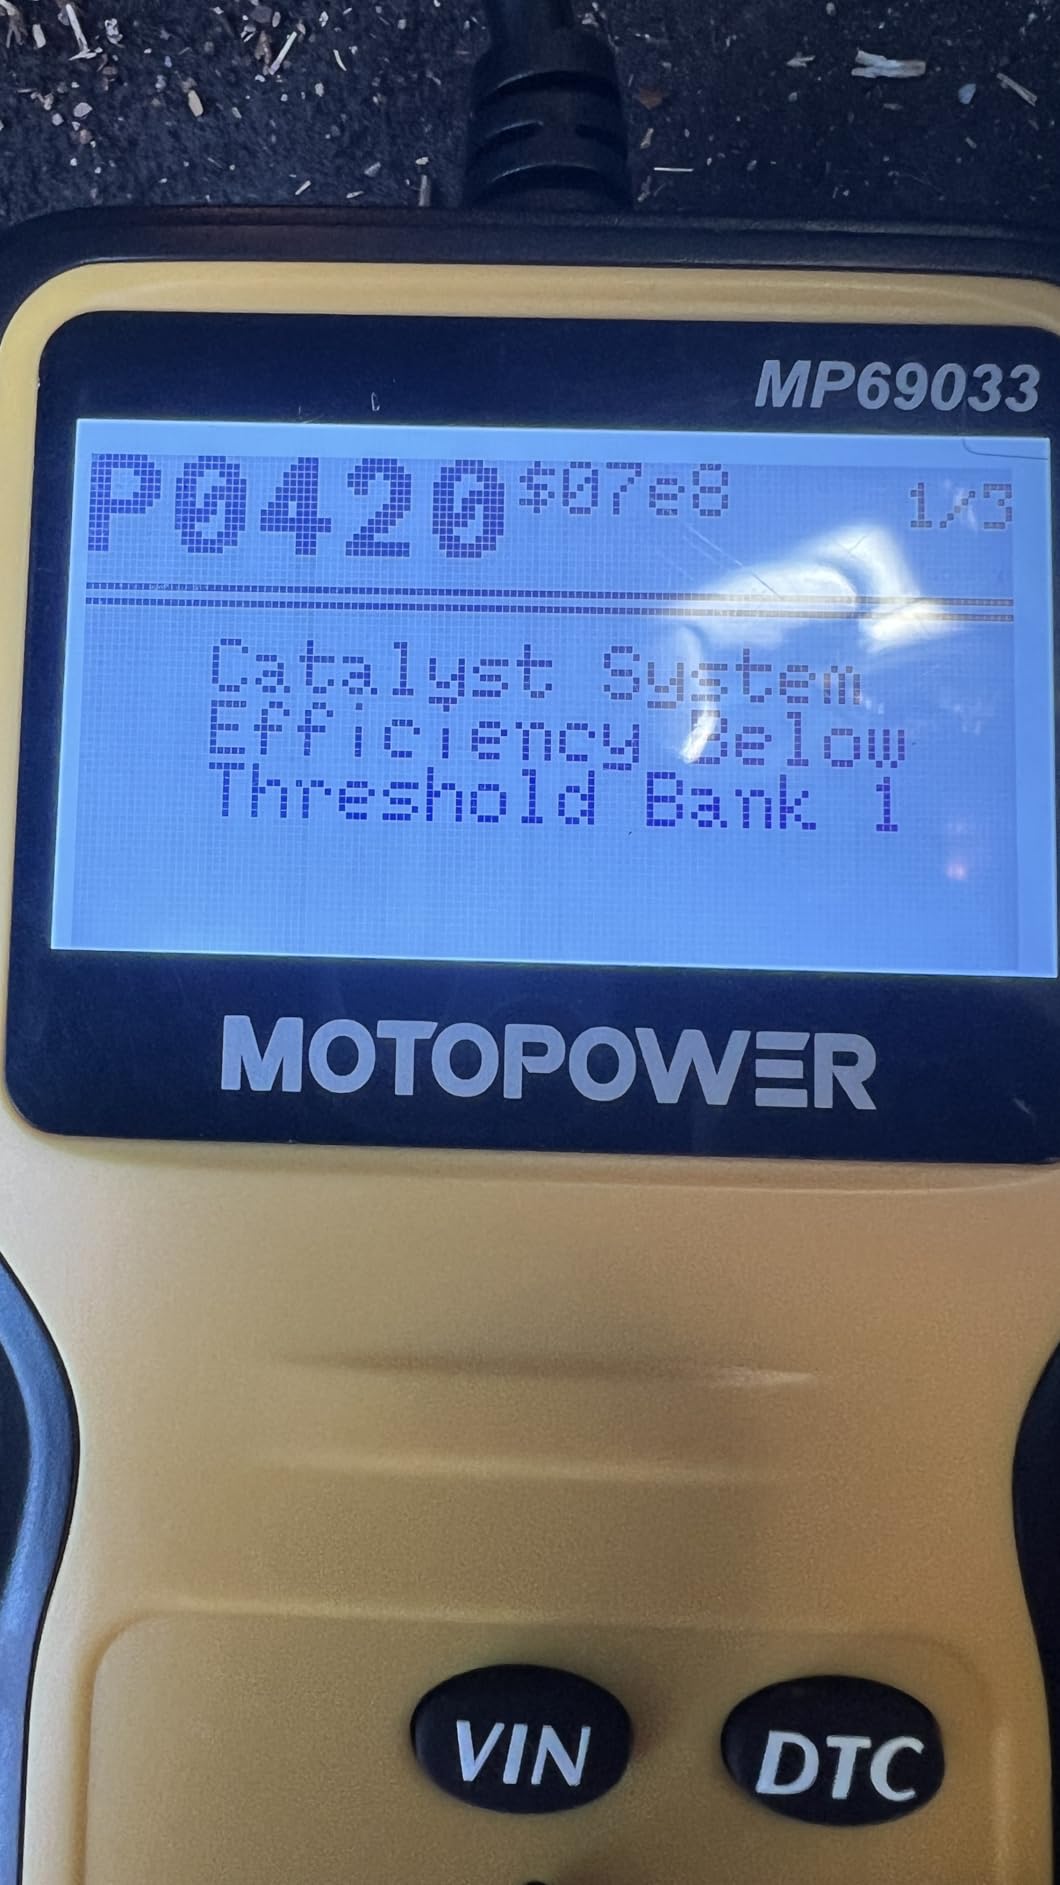 MP69033
P0420 $07e8 1/3
Catalyst System
Efficiency Below
Threshold Bank 1
MOTOPOWER
VIN DTC